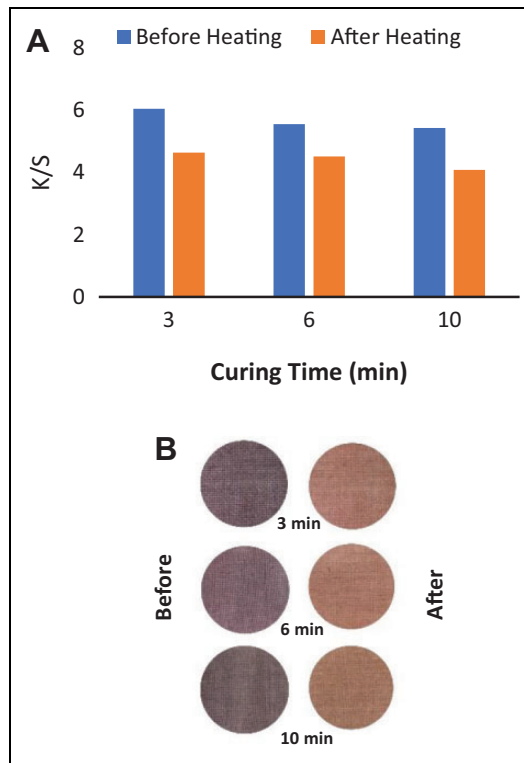 A
8
Before Heating After Heating
6
4
2
0
K/S
3 6 10
Curing Time (min)
B
3 min
Before
After
6 min
10 min